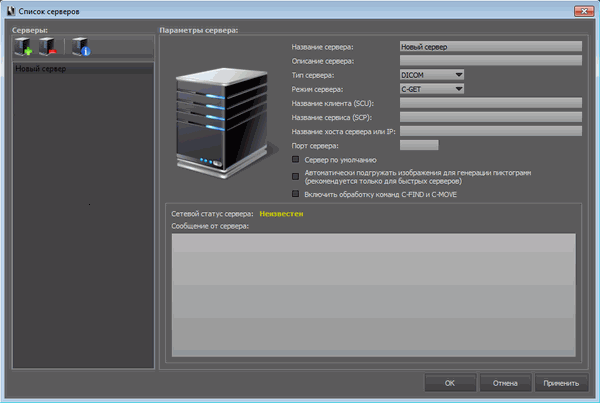 Список серверов
Серверы:
Новый сервер
Параметры сервера:
Название сервера: Новый сервер
Описание сервера:
Тип сервера: DICOM
Режим сервера: C-GET
Название клиента (SCU):
Название сервиса (SCP):
Название хоста сервера или IP:
Порт сервера:
Сервер по умолчанию
Автоматически подгружать изображения для генерации пиктограмм
(рекомендуется только для быстрых серверов)
Включить обработку команд C-FIND и C-MOVE
Сетевой статус сервера: Неизвестен
Сообщение от сервера:
OK Отмена Применить